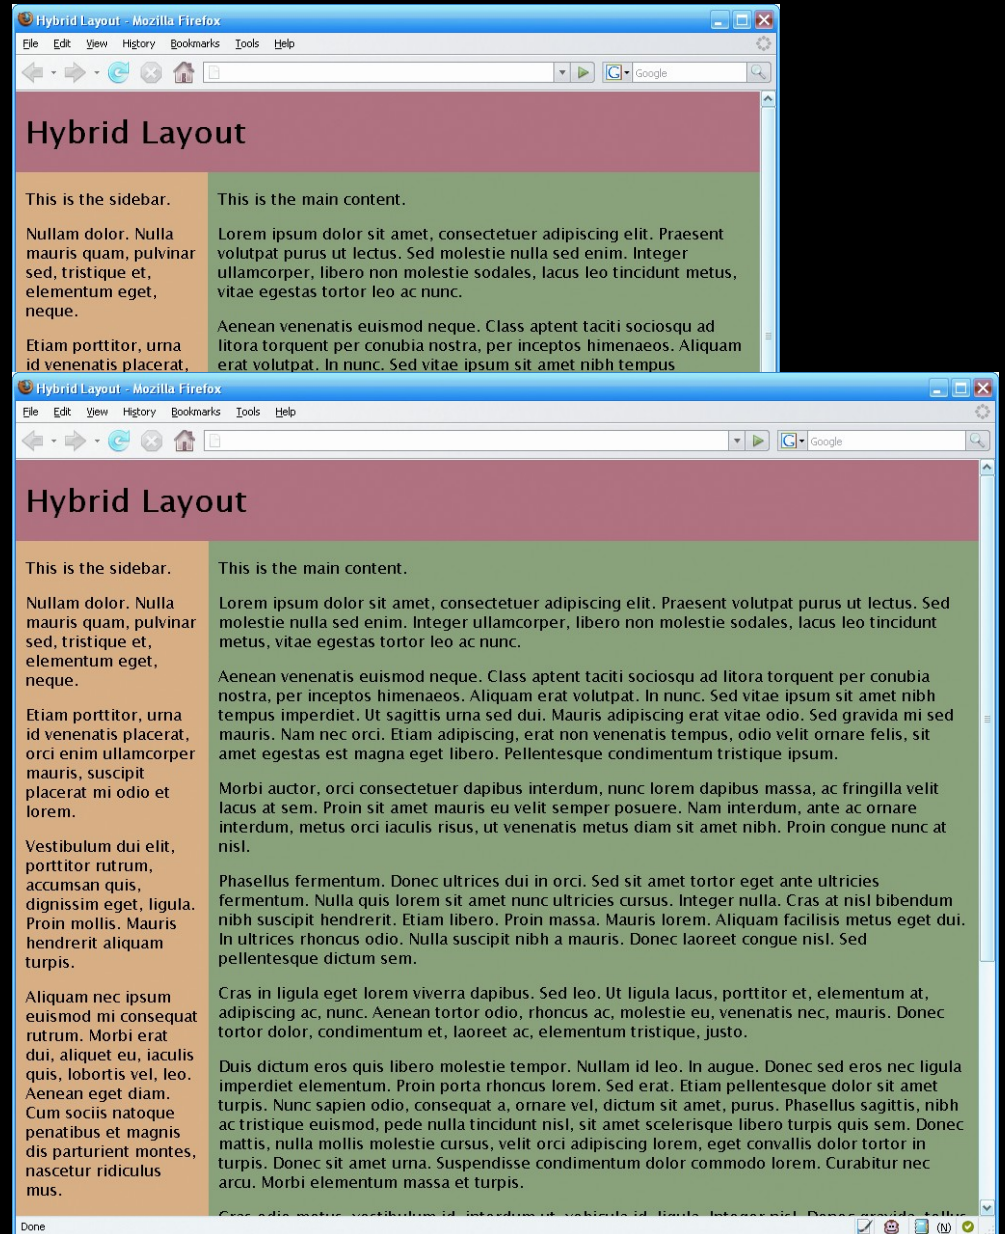 Hybrid Layout - Mozilla Firefox
File Edit View History Bookmarks Tools Help
G Google
Hybrid Layout
This is the sidebar.
Nullam dolor. Nulla
mauris quam, pulvinar
sed, tristique et,
elementum eget,
neque.
Etiam porttitor, urna
id venenatis placerat,
This is the main content.
Lorem ipsum dolor sit amet, consectetuer adipiscing elit. Praesent
volutpat purus ut lectus. Sed molestie nulla sed enim. Integer
ullamcorper, libero non molestie sodales, lacus leo tincidunt metus,
vitae egestas tortor leo ac nunc.
Aenean venenatis euismod neque. Class aptent taciti sociosqu ad
litora torquent per conubia nostra, per inceptos himenaeos. Aliquam
erat volutpat. In nunc. Sed vitae ipsum sit amet nibh tempus
Hybrid Layout - Mozilla Firefox
File Edit View History Bookmarks Tools Help
G Google
Hybrid Layout
This is the sidebar.
Nullam dolor. Nulla
mauris quam, pulvinar
sed, tristique et,
elementum eget,
neque.
Etiam porttitor, urna
id venenatis placerat,
orci enim ullamcorper
mauris, suscipit
placerat mi odio et
lorem.
Vestibulum dui elit,
porttitor rutrum,
accumsan quis,
dignissim eget, ligula.
Proin mollis. Mauris
hendrerit aliquam
turpis.
Aliquam nec ipsum
euismod mi consequat
rutrum. Morbi erat
dui, aliquet eu, iaculis
quis, lobortis vel, leo.
Aenean eget diam.
Cum sociis natoque
penatibus et magnis
dis parturient montes,
nascetur ridiculus
mus.
This is the main content.
Lorem ipsum dolor sit amet, consectetuer adipiscing elit. Praesent volutpat purus ut lectus. Sed
molestie nulla sed enim. Integer ullamcorper, libero non molestie sodales, lacus leo tincidunt
metus, vitae egestas tortor leo ac nunc.
Aenean venenatis euismod neque. Class aptent taciti sociosqu ad litora torquent per conubia
nostra, per inceptos himenaeos. Aliquam erat volutpat. In nunc. Sed vitae ipsum sit amet nibh
tempus imperdiet. Ut sagittis urna sed dui. Mauris adipiscing erat vitae odio. Sed gravida mi sed
mauris. Nam nec orci. Etiam adipiscing, erat non venenatis tempus, odio velit ornare felis, sit
amet egestas est magna eget libero. Pellentesque condimentum tristique ipsum.
Morbi auctor, orci consectetuer dapibus interdum, nunc lorem dapibus massa, ac fringilla velit
lacus at sem. Proin sit amet mauris eu velit semper posuere. Nam interdum, ante ac ornare
interdum, metus orci iaculis risus, ut venenatis metus diam sit amet nibh. Proin congue nunc at
nisl.
Phasellus fermentum. Donec ultrices dui in orci. Sed sit amet tortor eget ante ultricies
fermentum. Nulla quis lorem sit amet nunc ultricies cursus. Integer nulla. Cras at nisl bibendum
nibh suscipit hendrerit. Etiam libero. Proin massa. Mauris lorem. Aliquam facilisis metus eget dui.
In ultrices rhoncus odio. Nulla suscipit nibh a mauris. Donec laoreet congue nisl. Sed
pellentesque dictum sem.
Cras in ligula eget lorem viverra dapibus. Sed leo. Ut ligula lacus, porttitor et, elementum at,
adipiscing ac, nunc. Aenean tortor odio, rhoncus ac, molestie eu, venenatis nec, mauris. Donec
tortor dolor, condimentum et, laoreet ac, elementum tristique, justo.
Duis dictum eros quis libero molestie tempor. Nullam id leo. In augue. Donec sed eros nec ligula
imperdiet elementum. Proin porta rhoncus lorem. Sed erat. Etiam pellentesque dolor sit amet
turpis. Nunc sapien odio, consequat a, ornare vel, dictum sit amet, purus. Phasellus sagittis, nibh
ac tristique euismod, pede nulla tincidunt nisl, sit amet scelerisque libero turpis quis sem. Donec
mattis, nulla mollis molestie cursus, velit orci adipiscing lorem, eget convallis dolor tortor in
turpis. Donec sit amet urna. Suspendisse condimentum dolor commodo lorem. Curabitur nec
arcu. Morbi elementum massa et turpis.
Done
(N)